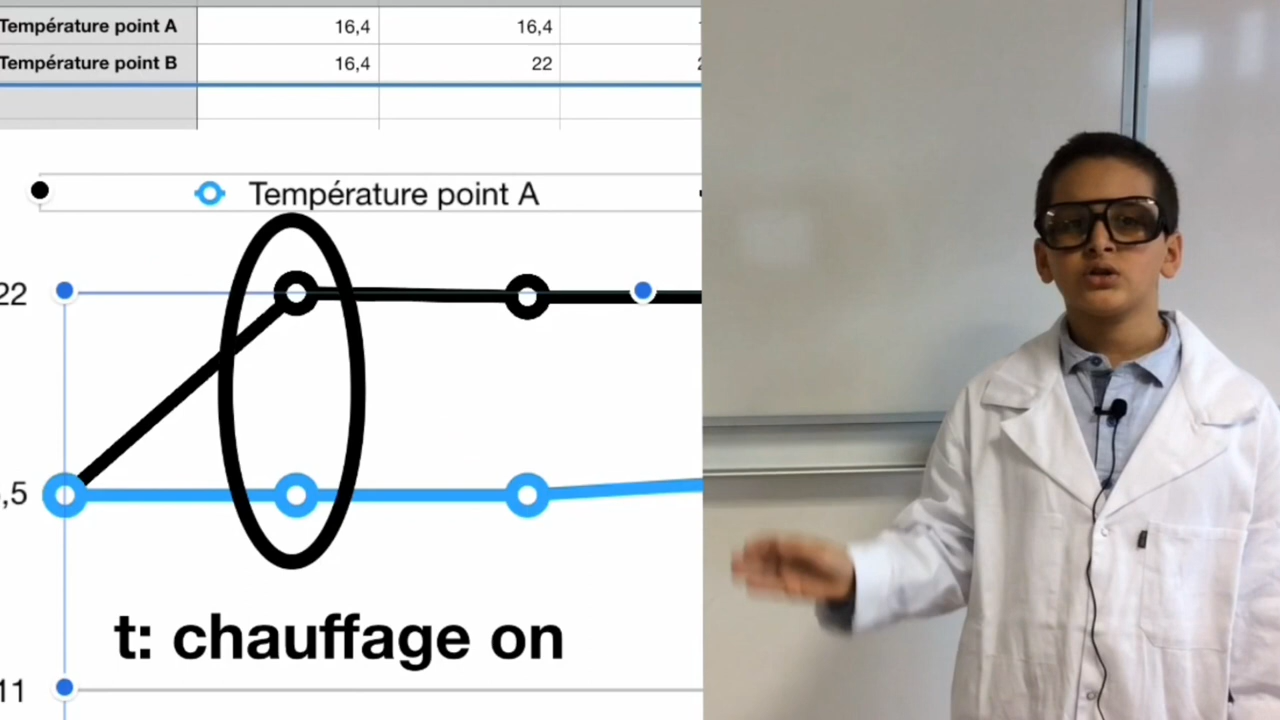 Température point A 16,4 16,4
Température point B 16,4 22
Température point A
22
,5
t: chauffage on
11